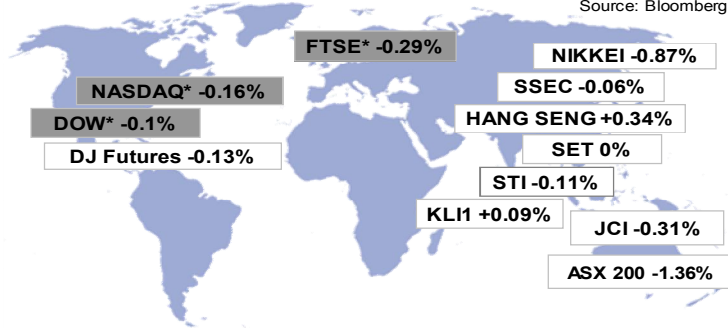 Source: Bloomberg
FTSE* -0.29%
NIKKEI -0.87%
NASDAQ* -0.16%
SSEC -0.06%
DOW* -0.1%
HANG SENG +0.34%
DJ Futures -0.13%
SET 0%
STI -0.11%
KLI1 +0.09%
JCI -0.31%
ASX 200 -1.36%